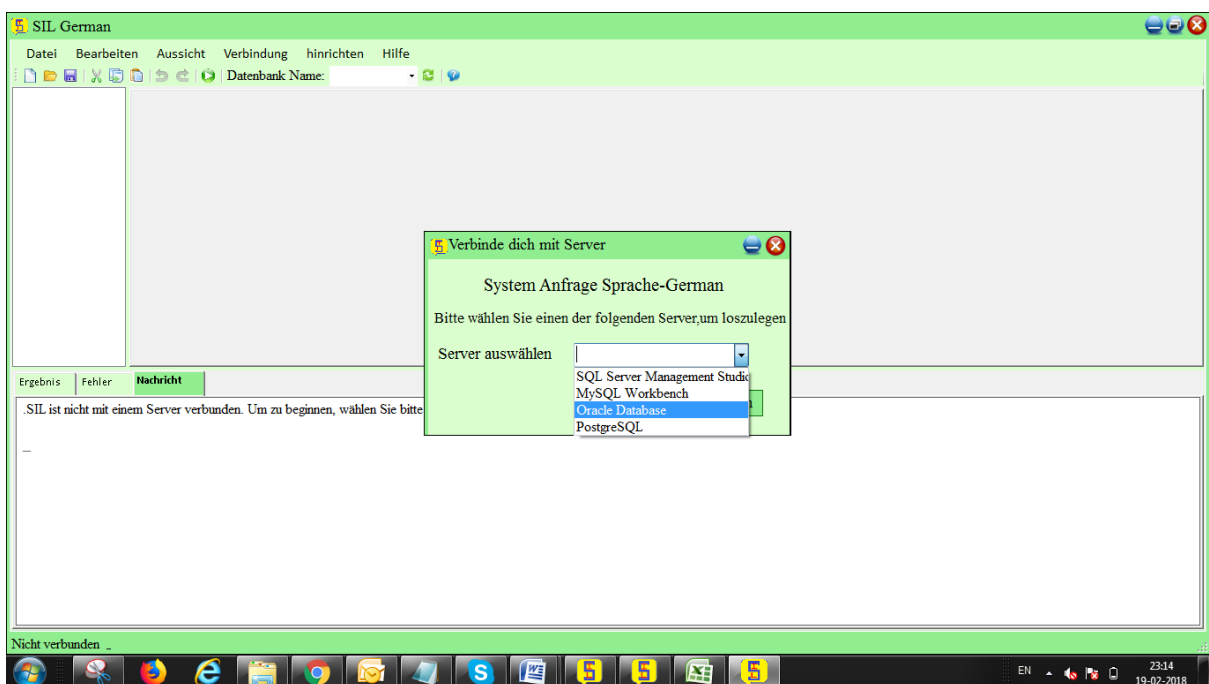 SIL German
Datei Bearbeiten Aussicht Verbindung hinrichten Hilfe
Datenbank Name:
Verbinde dich mit Server
System Anfrage Sprache-German
Bitte wählen Sie einen der folgenden Server,um loszulegen
Server auswählen
SQL Server Management Studio
MySQL Workbench
Oracle Database
PostgreSQL
Ergebnis Fehler Nachricht
.SIL ist nicht mit einem Server verbunden. Um zu beginnen, wählen Sie bitte
_
Nicht verbunden _
EN 23:14
19-02-2018